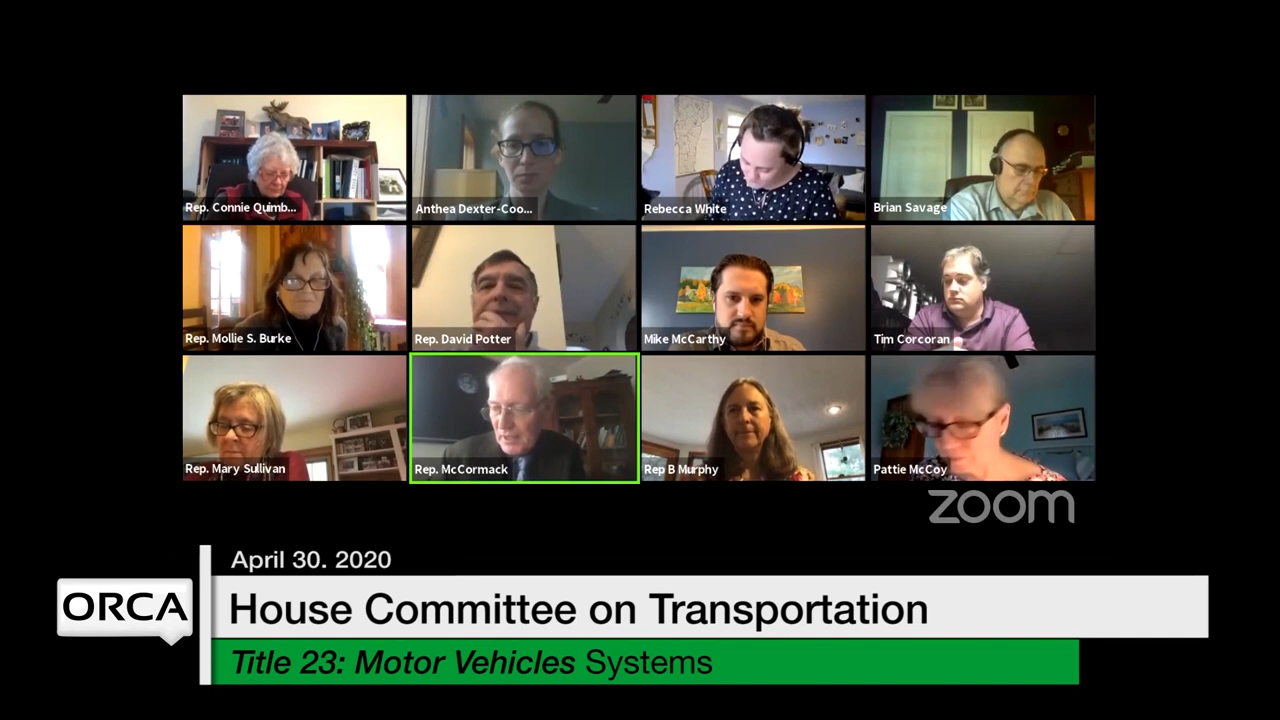 Rep. Connie Quimb...
Anthea Dexter-Coo...
Rebecca White
Brian Savage
Rep. Mollie S. Burke
Rep. David Potter
Mike McCarthy
Tim Corcoran
Rep. Mary Sullivan
Rep. McCormack
Rep B Murphy
Pattie McCoy
zoom
April 30. 2020
ORCA
House Committee on Transportation
Title 23: Motor Vehicles Systems